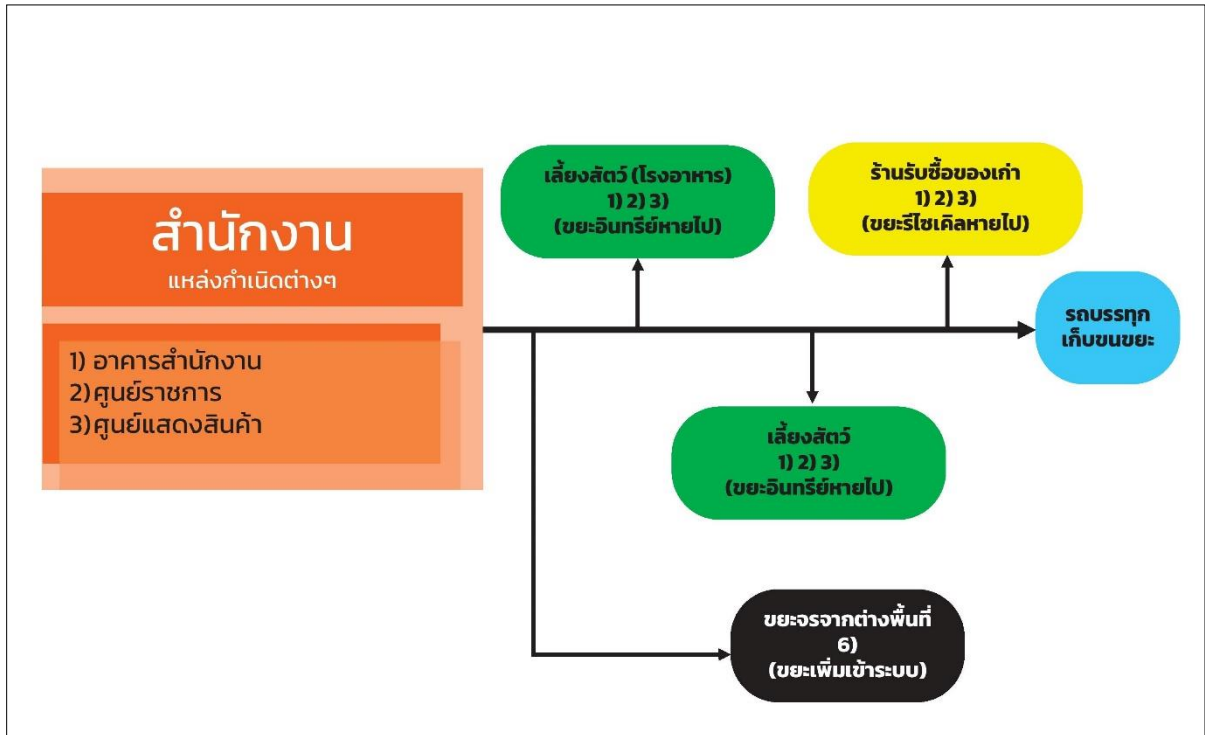 สำนักงาน
แหล่งกำเนิดต่างๆ
1) อาคารสำนักงาน
2)ศูนย์ราชการ
3)ศูนย์แสดงสินค้า
เลี้ยงสัตว์ (โรงอาหาร)
1) 2) 3)
(ขยะอินทรีย์หายไป)
ร้านรับซื้อของเก่า
1) 2) 3)
(ขยะรีไซเคิลหายไป)
รถบรรทุก
เก็บขนขยะ
เลี้ยงสัตว์
1) 2) 3)
(ขยะอินทรีย์หายไป)
ขยะจรจากต่างพื้นที่
6)
(ขยะเพิ่มเข้าระบบ)